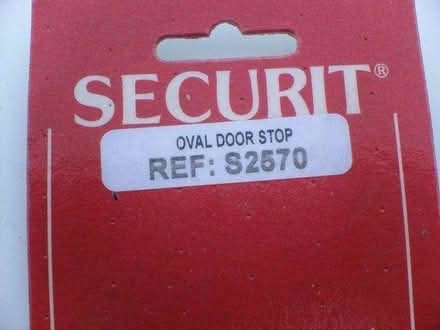 SECURIT®
OVAL DOOR STOP
REF: S2570